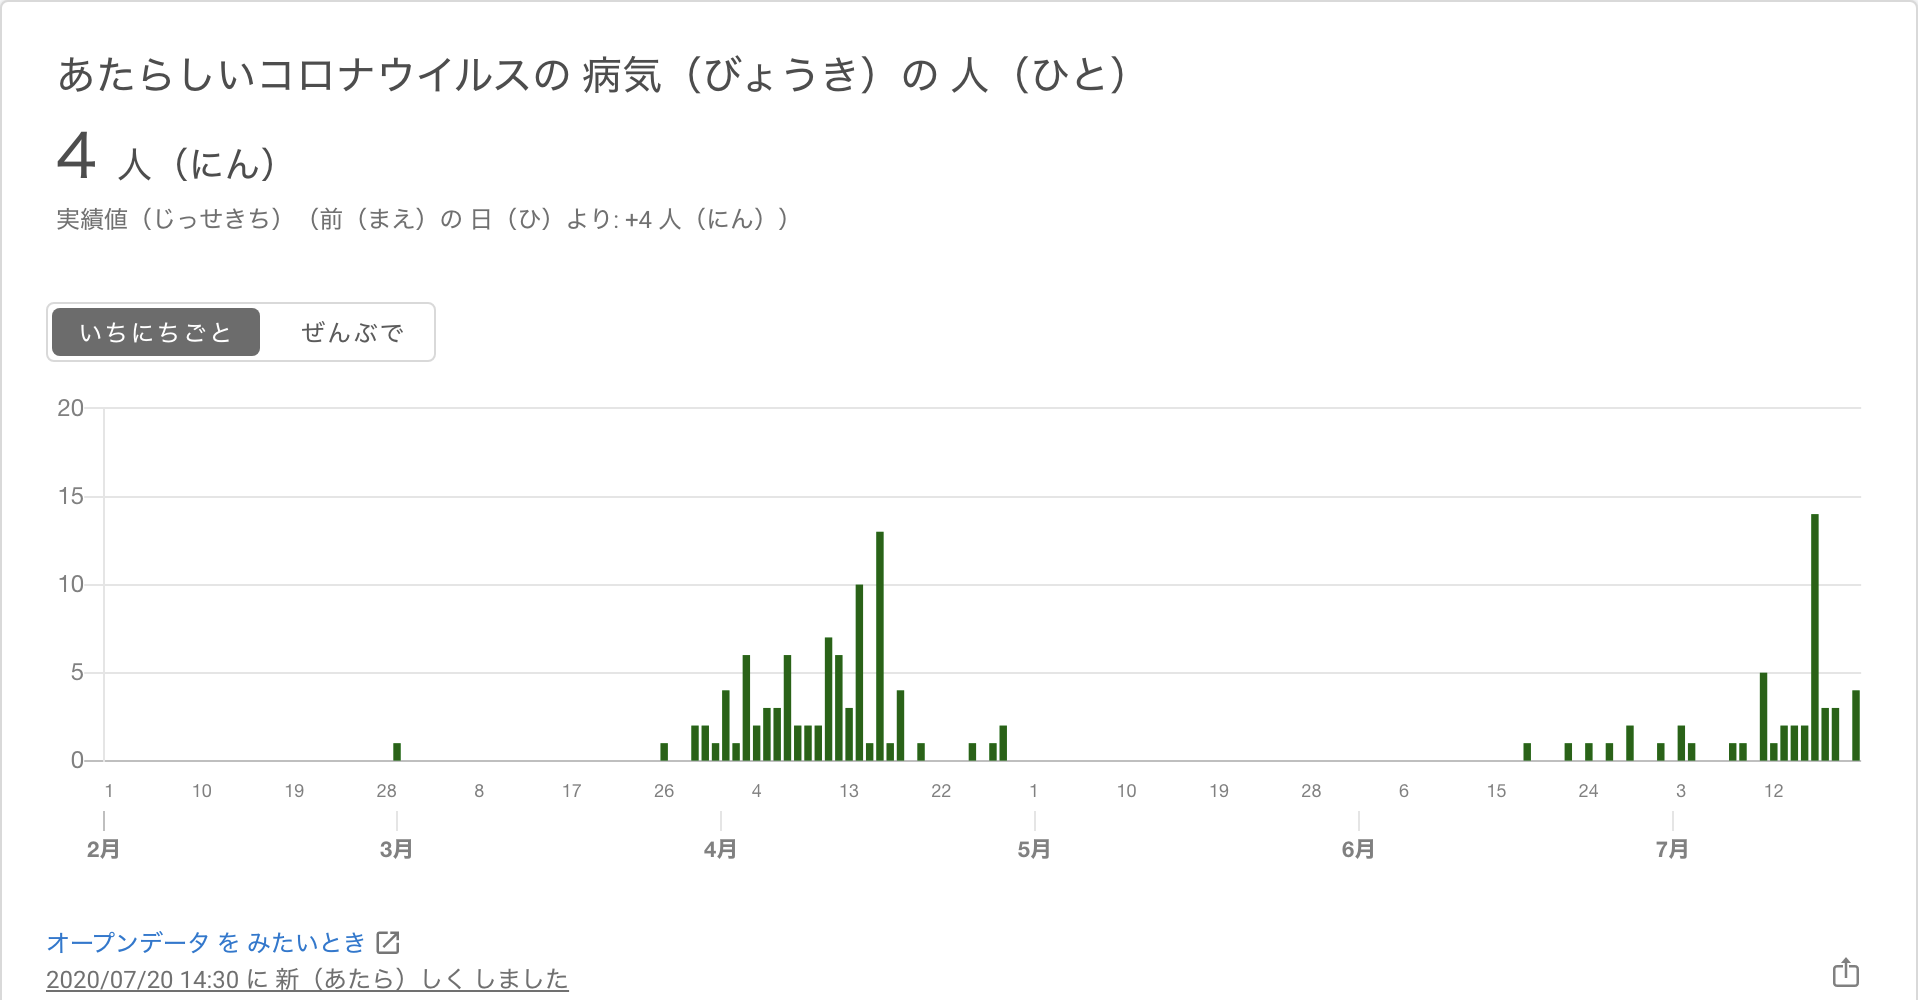 あたらしいコロナウイルスの 病気（びょうき）の 人（ひと）
4 人（にん）
実績値（じっせきち）（前（まえ）の 日（ひ）より: +4 人（にん））
いちにちごと ぜんぶで
20
15
10
5
0
1 10 19 28 8 17 26 4 13 22 1 10 19 28 6 15 24 3 12
2月 3月 4月 5月 6月 7月
オープンデータ を みたいとき
2020/07/20 14:30 に 新（あたら）しく しました